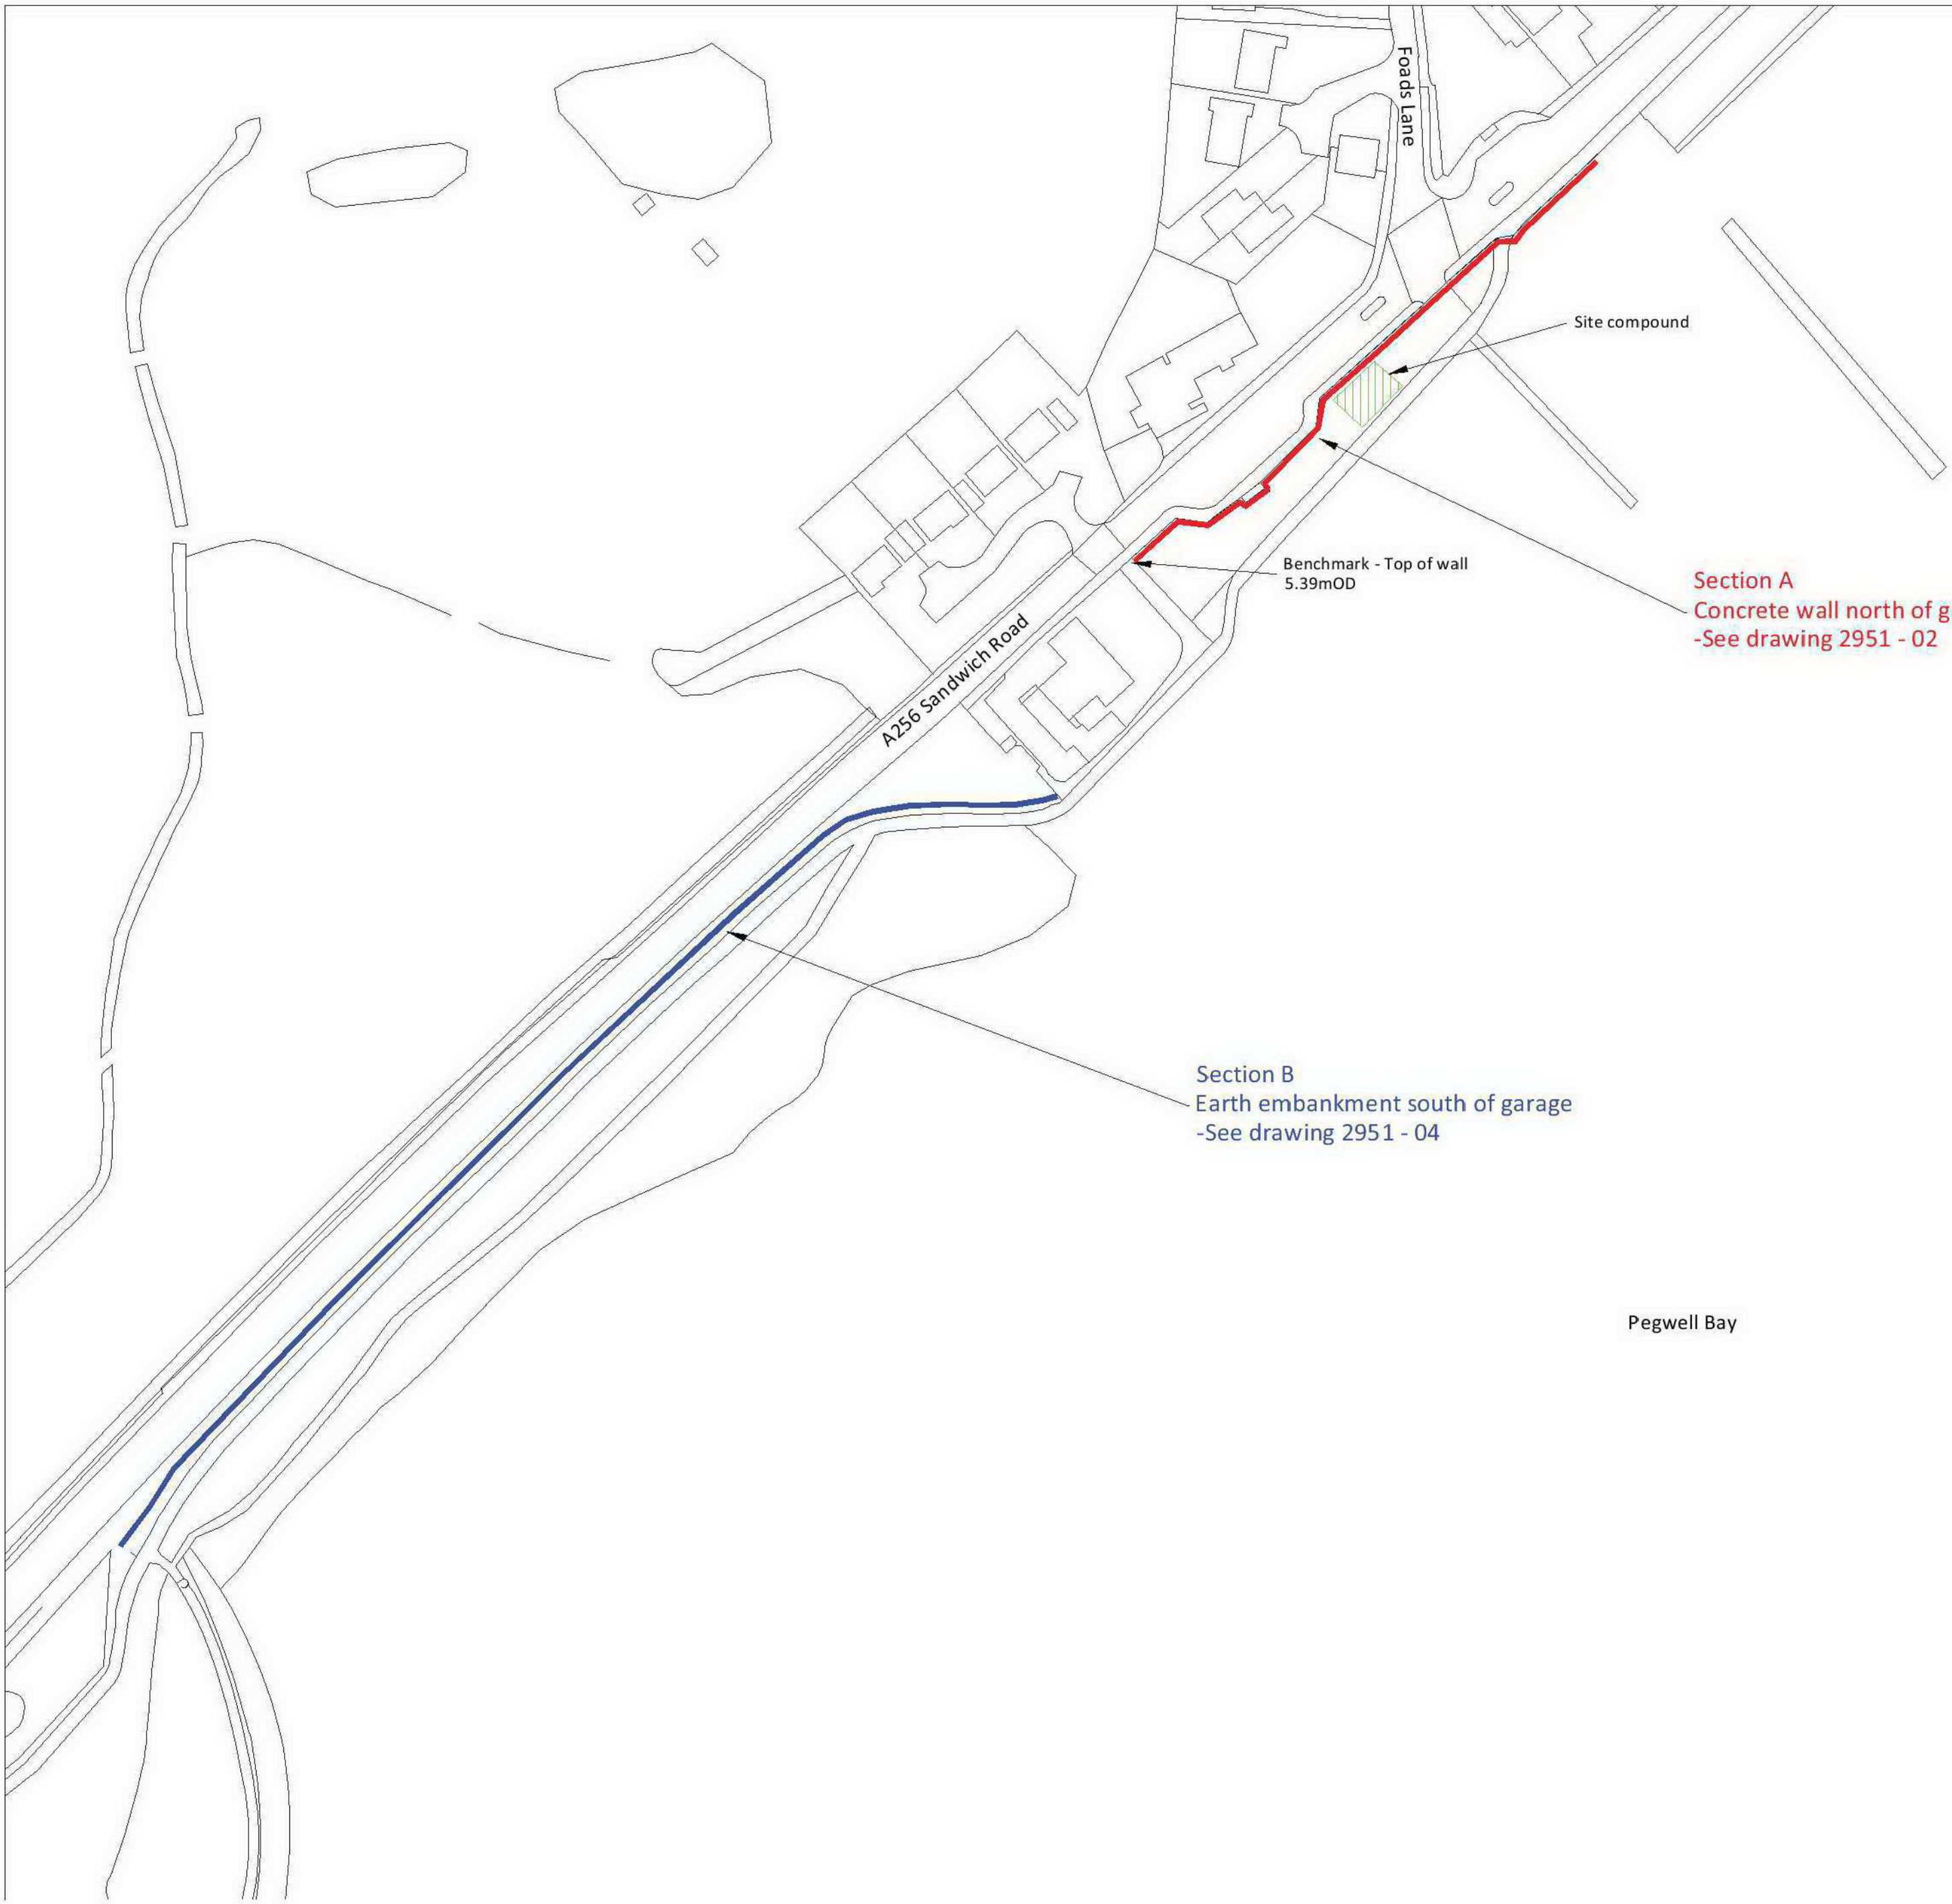 Foads Lane
Site compound
Benchmark - Top of wall
5.39mOD
Section A
Concrete wall north of g
-See drawing 2951 - 02
A256 Sandwich Road
Section B
Earth embankment south of garage
-See drawing 2951 - 04
Pegwell Bay